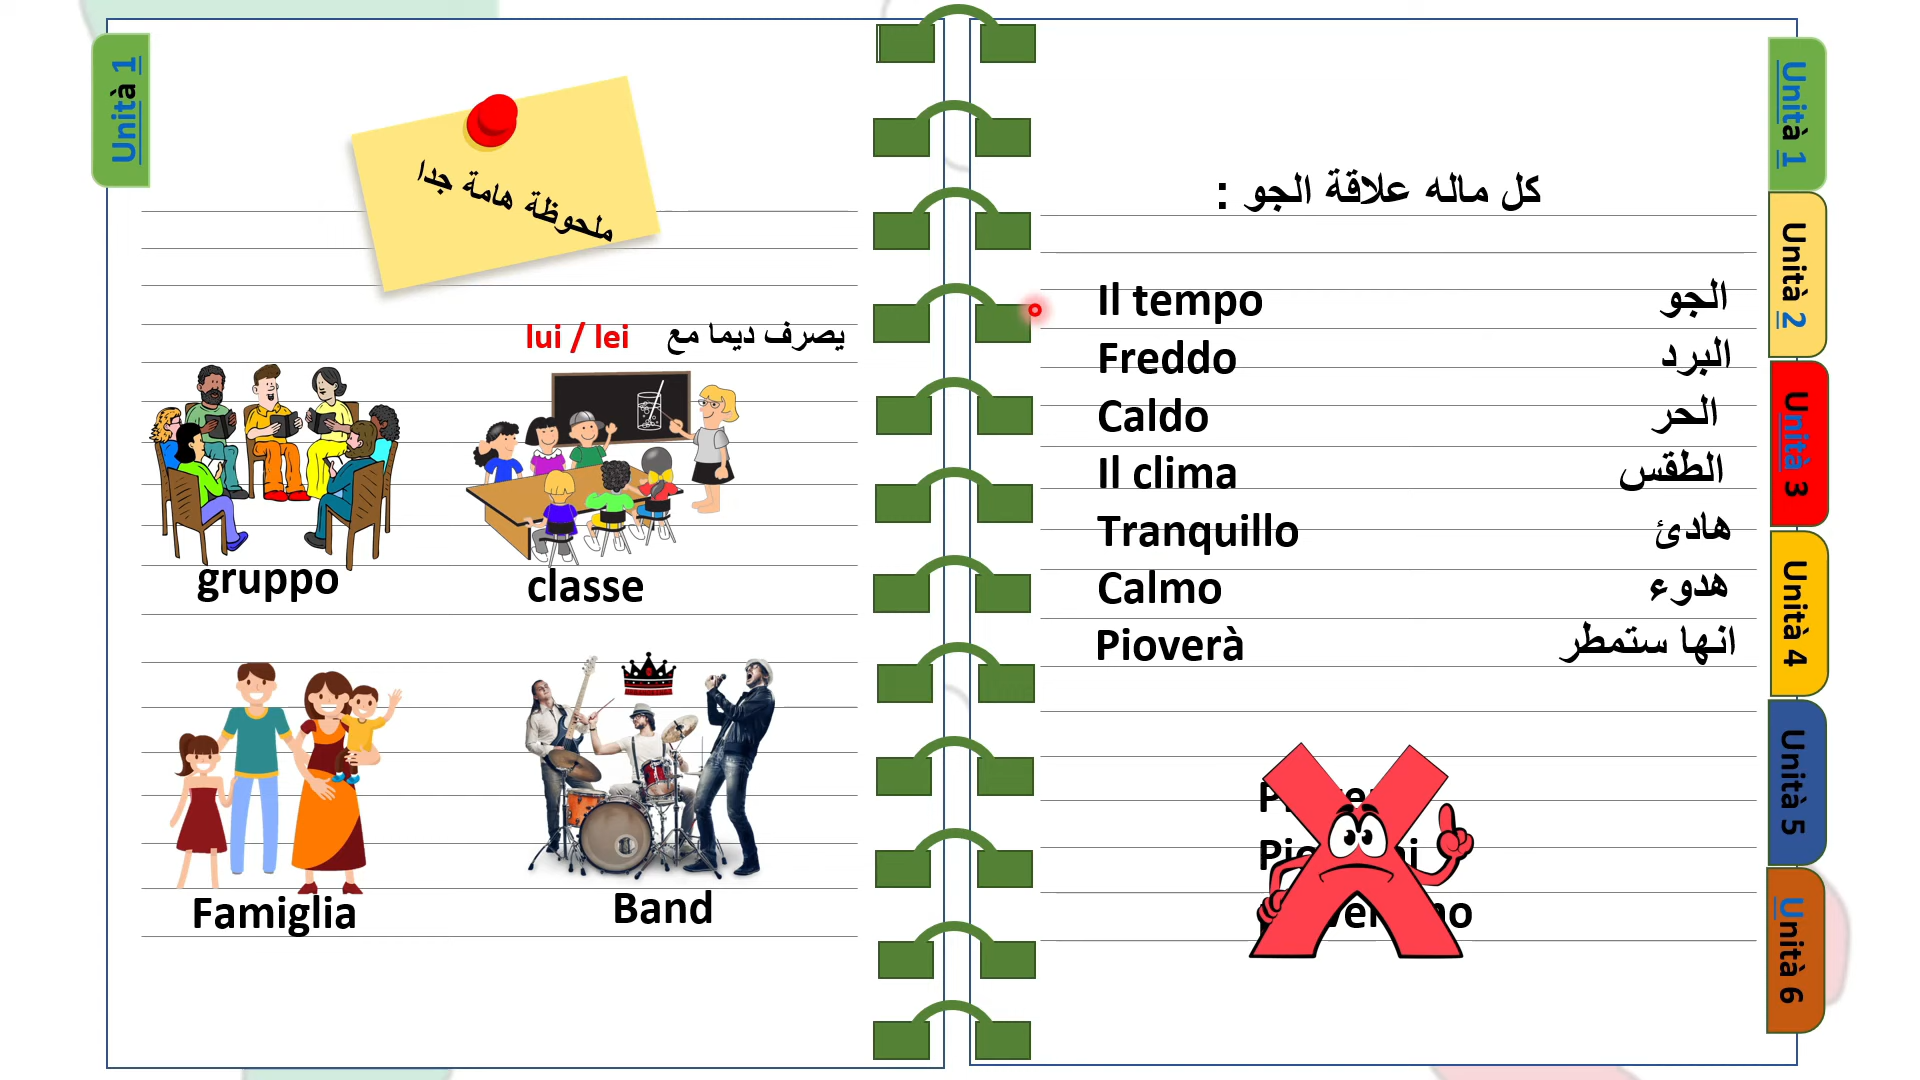 Unità 1
ملحوظة هامة جدا
يصرف ديما مع lui / lei
gruppo
classe
Famiglia
Band
كل ماله علاقة الجو :
Il tempo الجو
Freddo البرد
Caldo الحر
Il clima الطقس
Tranquillo هادئ
Calmo هدوء
Pioverà انها ستمطر
Unità 1
Unità 2
Unità 3
Unità 4
Unità 5
Unità 6